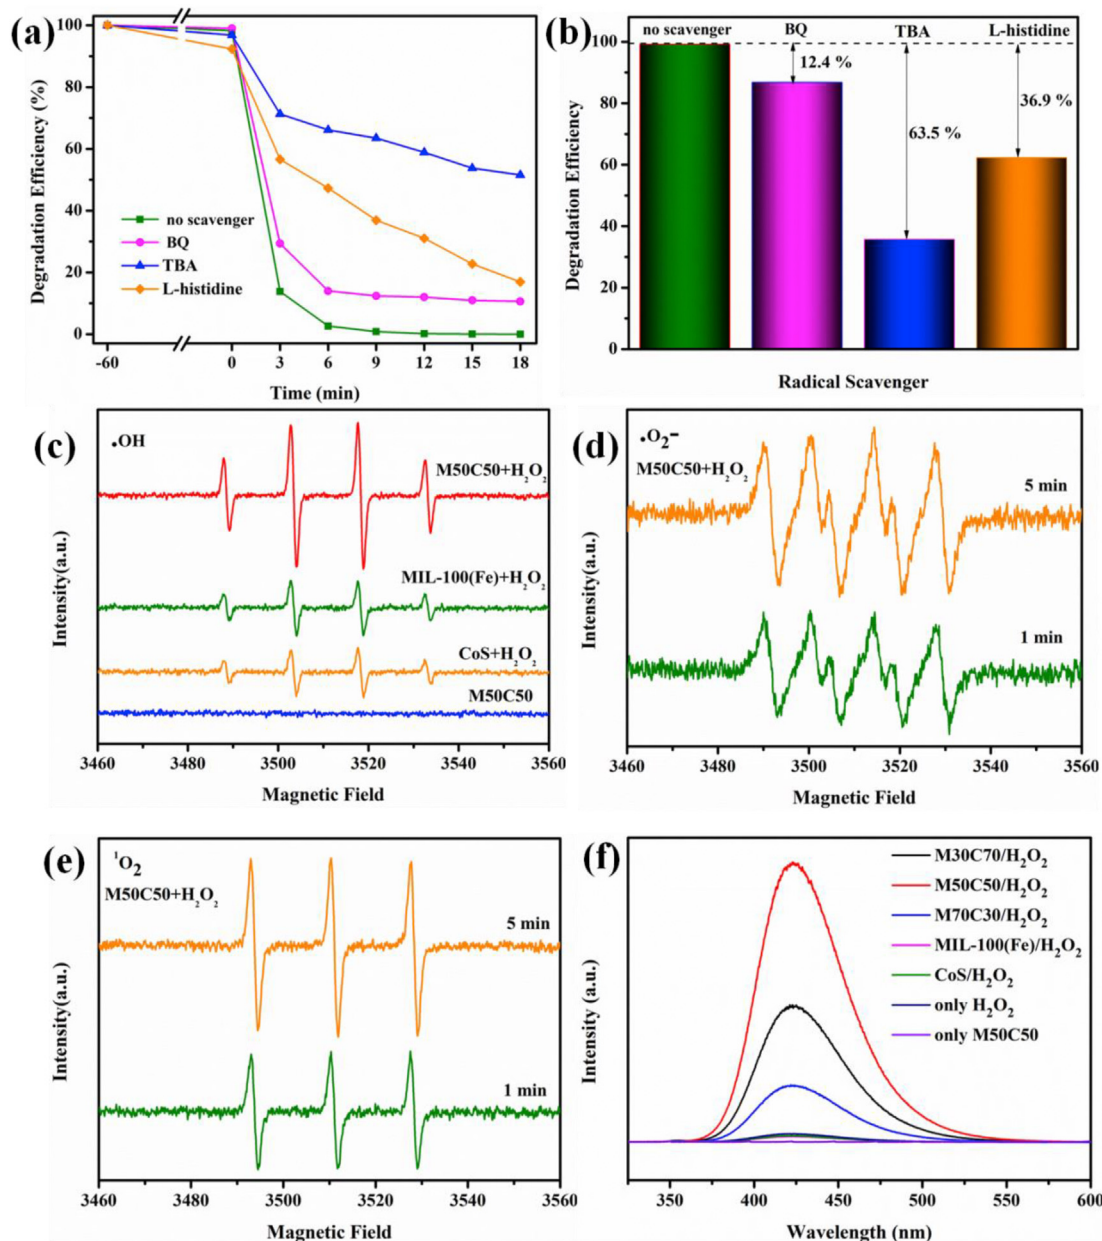 (a)
Degradation Efficiency (%)
100
80
60
40
20
0
no scavenger
BQ
TBA
L-histidine
-60 0 3 6 9 12 15 18
Time (min)
(b)
Degradation Efficiency
100
80
60
40
20
0
no scavenger BQ TBA L-histidine
12.4 %
63.5 %
36.9 %
Radical Scavenger
(c)
•OH
Intensity(a.u.)
M50C50+H₂O₂
MIL-100(Fe)+H₂O₂
CoS+H₂O₂
M50C50
3460 3480 3500 3520 3540 3560
Magnetic Field
(d)
•O₂⁻
M50C50+H₂O₂
Intensity(a.u.)
5 min
1 min
3460 3480 3500 3520 3540 3560
Magnetic Field
(e)
¹O₂
M50C50+H₂O₂
Intensity(a.u.)
5 min
1 min
3460 3480 3500 3520 3540 3560
Magnetic Field
(f)
Intensity (a.u.)
M30C70/H₂O₂
M50C50/H₂O₂
M70C30/H₂O₂
MIL-100(Fe)/H₂O₂
CoS/H₂O₂
only H₂O₂
only M50C50
350 400 450 500 550 600
Wavelength (nm)